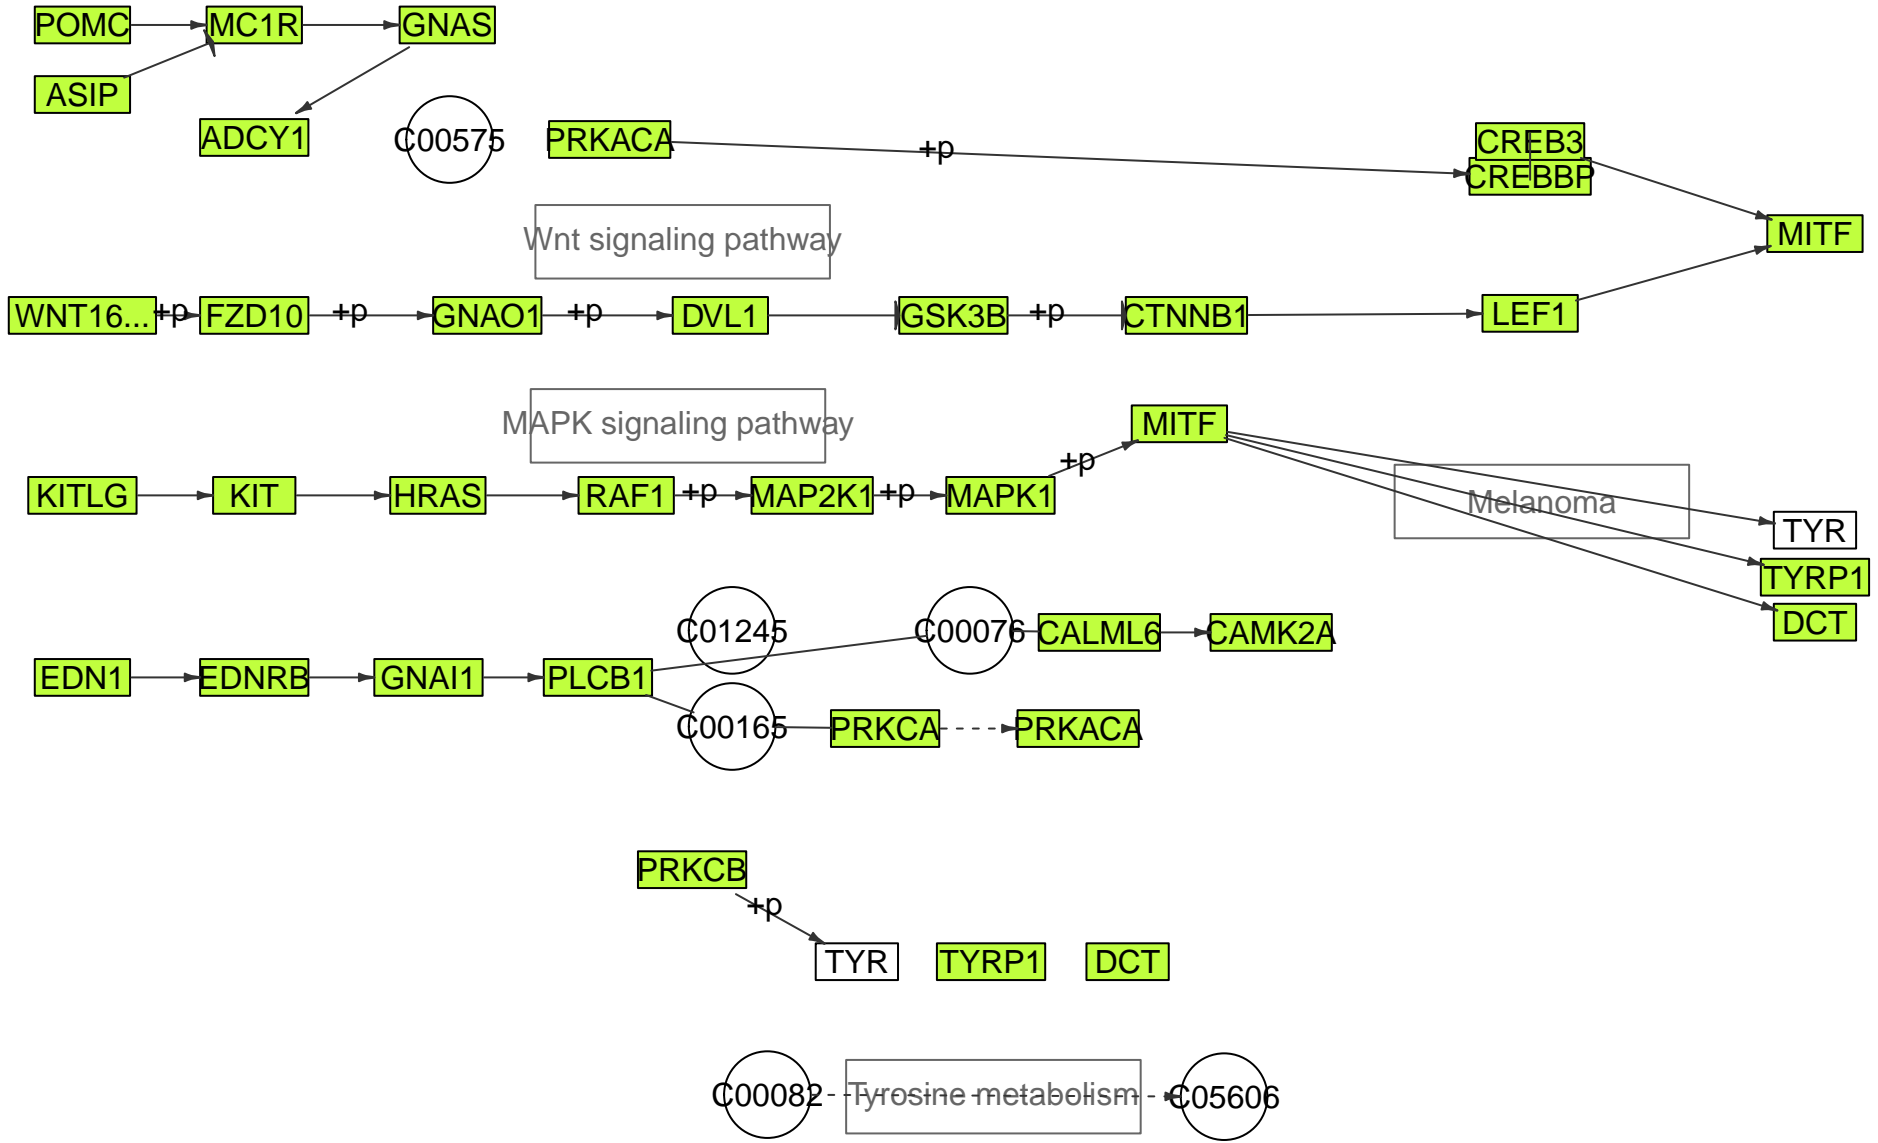 POMC MC1R GNAS
ASIP
ADCY1 C00575 PRKACA +p CREB3
CREBBP
Wnt signaling pathway MITF
WNT16... +p FZD10 +p GNAO1 +p DVL1 GSK3B +p CTNNB1 LEF1
MAPK signaling pathway MITF
+p
KITLG KIT HRAS RAF1 +p MAP2K1 +p MAPK1 Melanoma
TYR
TYRP1
DCT
C01245 C00076 CALML6 CAMK2A
EDN1 EDNRB GNAI1 PLCB1
C00165 PRKCA PRKACA
PRKCB
+p
TYR TYRP1 DCT
C00082 Tyrosine metabolism C05606